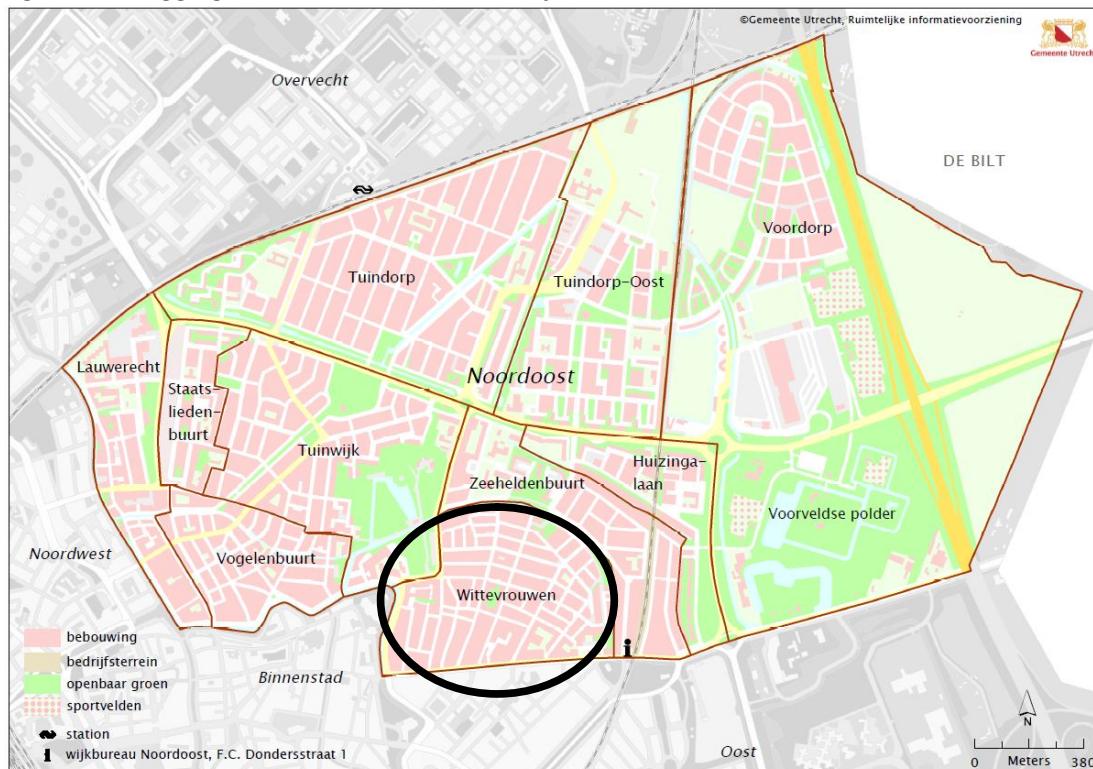 ©Gemeente Utrecht, Ruimtelijke informatievoorziening
Gemeente Utrecht
Overvecht
DE BILT
Voordorp
Tuindorp
Tuindorp-Oost
Lauwerecht
Noordoost
Staats-
lieden-
buurt
Tuinwijk
Huizinga-
laan
Zeeheldenbuurt
Voorveldse polder
Noordwest
Vogelenbuurt
Wittevrouwen
bebouwing
bedrijfsterrein
openbaar groen
sportvelden
station
wijkbureau Noordoost, F.C. Dondersstraat 1
Binnenstad
Oost
N
0 Meters 380